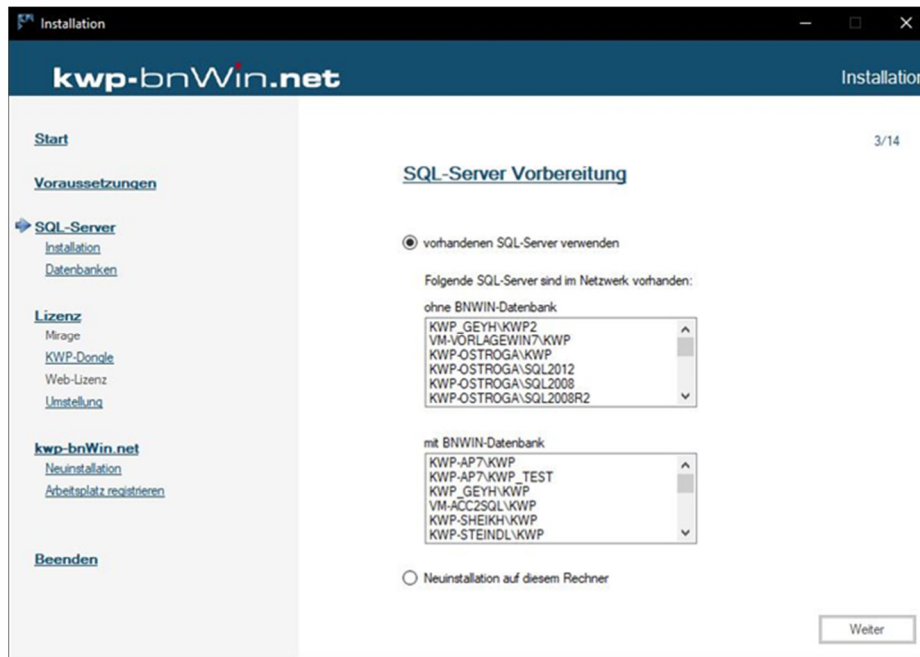 Installation
kwp-bnWin.net
Installation
Start
Voraussetzungen
SQL-Server
Installation
Datenbanken
Lizenz
Mirage
KWP-Dongle
Web-Lizenz
Umstellung
kwp-bnWin.net
Neuinstallation
Arbeitsplatz registrieren
Beenden
3/14
SQL-Server Vorbereitung
vorhandenen SQL-Server verwenden
Folgende SQL-Server sind im Netzwerk vorhanden:
ohne BNWIN-Datenbank
KWP_GEYH\KWP2
VM-VORLAGEWIN7\KWP
KWP-OSTROGA\KWP
KWP-OSTROGA\SQL2012
KWP-OSTROGA\SQL2008
KWP-OSTROGA\SQL2008R2
mit BNWIN-Datenbank
KWP-AP7\KWP
KWP-AP7\KWP_TEST
KWP_GEYH\KWP
VM-ACC2SQL\KWP
KWP-SHEIKH\KWP
KWP-STEINDL\KWP
Neuinstallation auf diesem Rechner
Weiter